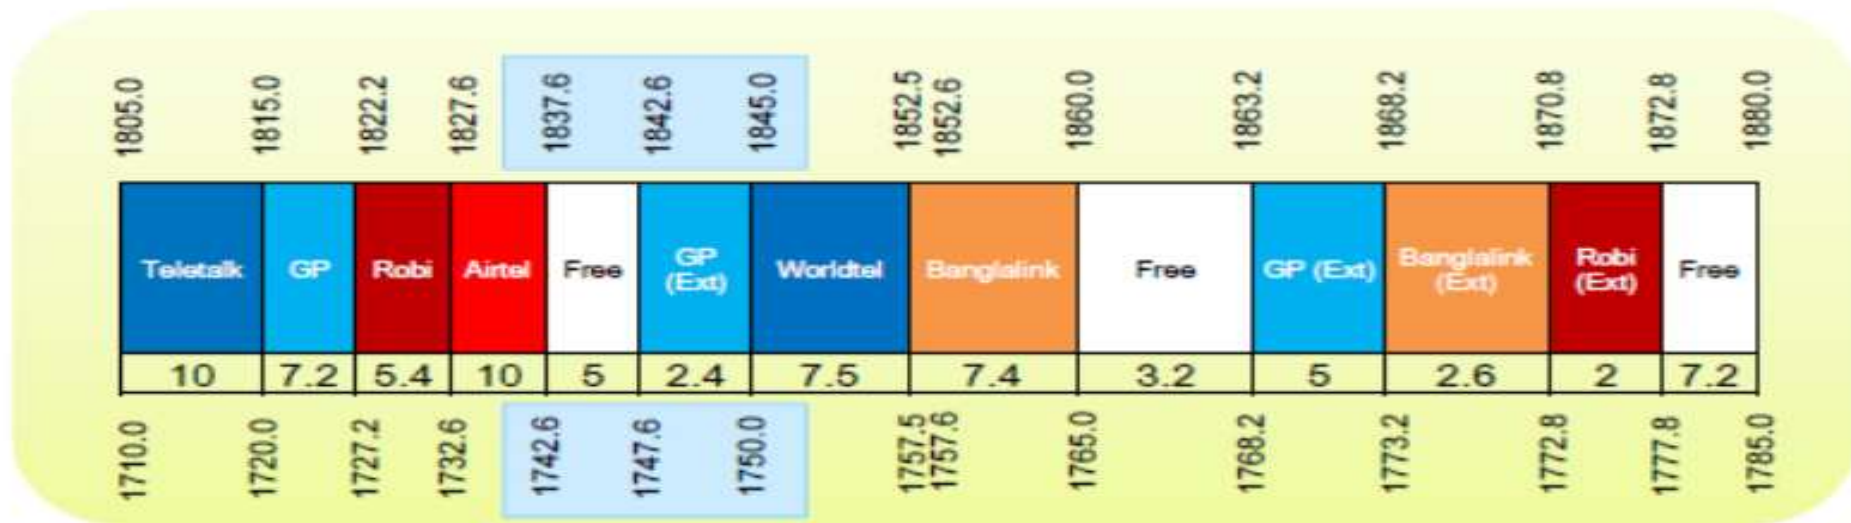 1805.0 1815.0 1822.2 1827.6 1837.6 1842.6 1845.0 1852.5 1852.6 1860.0 1863.2 1868.2 1870.8 1872.8 1880.0
Teletalk GP Robi Airtel Free GP (Ext) Worldtel Banglalink Free GP (Ext) Banglalink (Ext) Robi (Ext) Free
10 7.2 5.4 10 5 2.4 7.5 7.4 3.2 5 2.6 2 7.2
1710.0 1720.0 1727.2 1732.6 1742.6 1747.6 1750.0 1757.5 1757.6 1765.0 1768.2 1773.2 1772.8 1777.8 1785.0